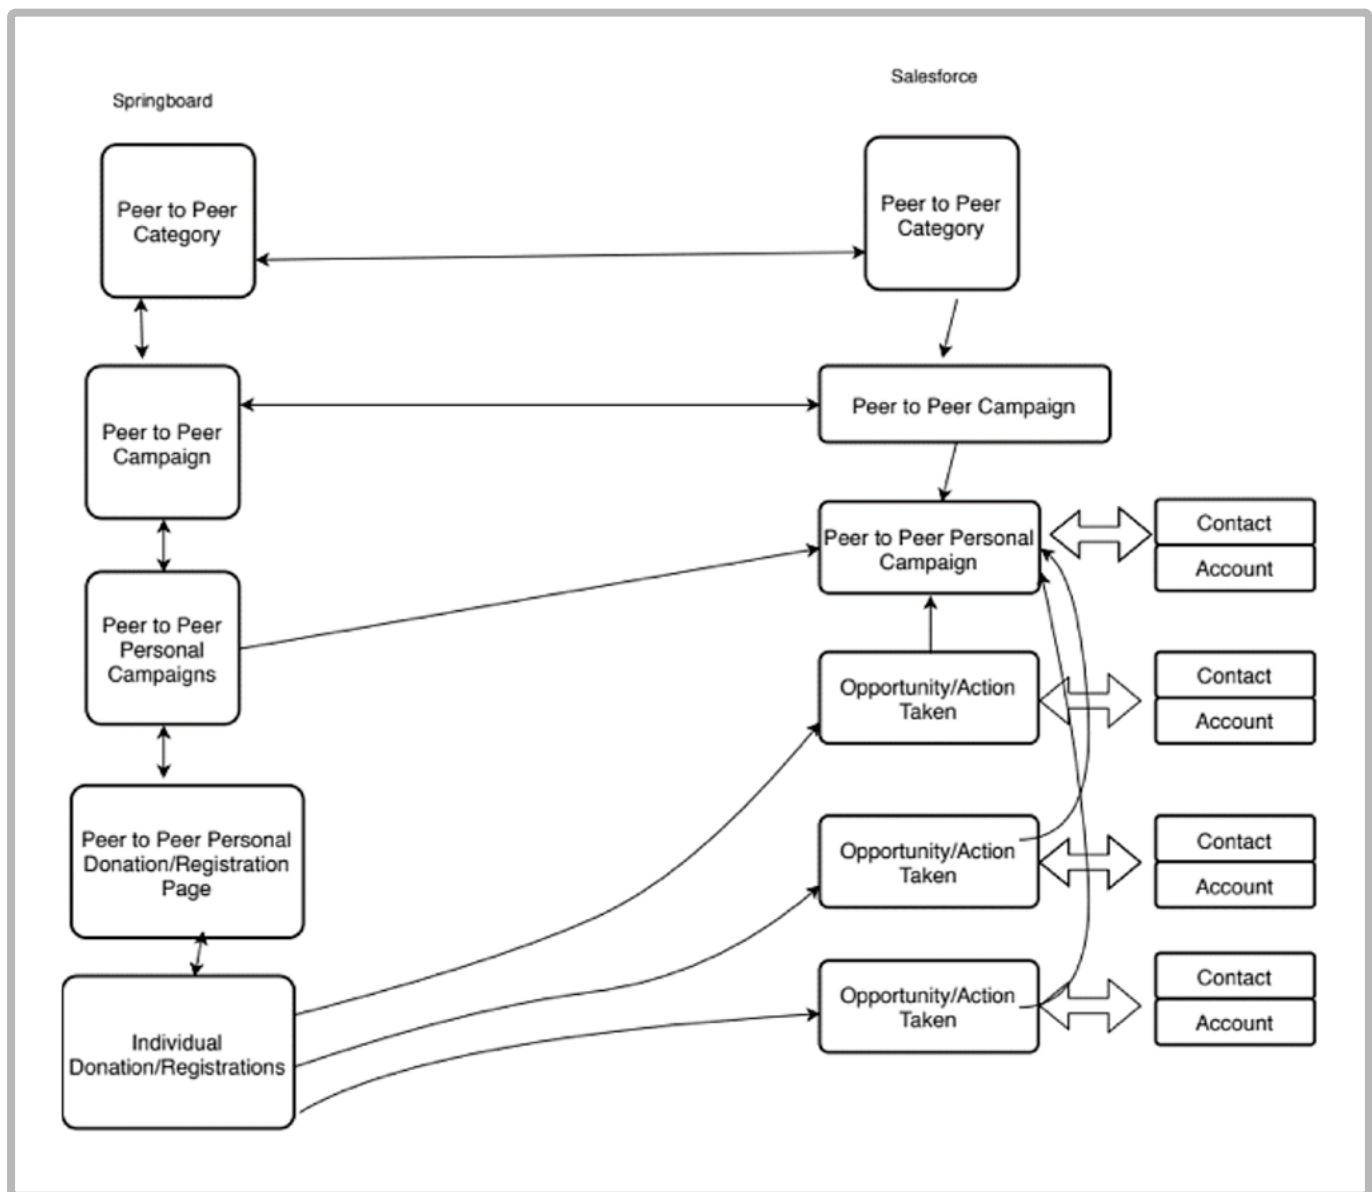 Springboard
Peer to Peer
Category
Peer to Peer
Campaign
Peer to Peer
Personal
Campaigns
Peer to Peer Personal
Donation/Registration
Page
Individual
Donation/Registrations
Salesforce
Peer to Peer
Category
Peer to Peer Campaign
Peer to Peer Personal
Campaign
Contact
Account
Opportunity/Action
Taken
Contact
Account
Opportunity/Action
Taken
Contact
Account
Opportunity/Action
Taken
Contact
Account